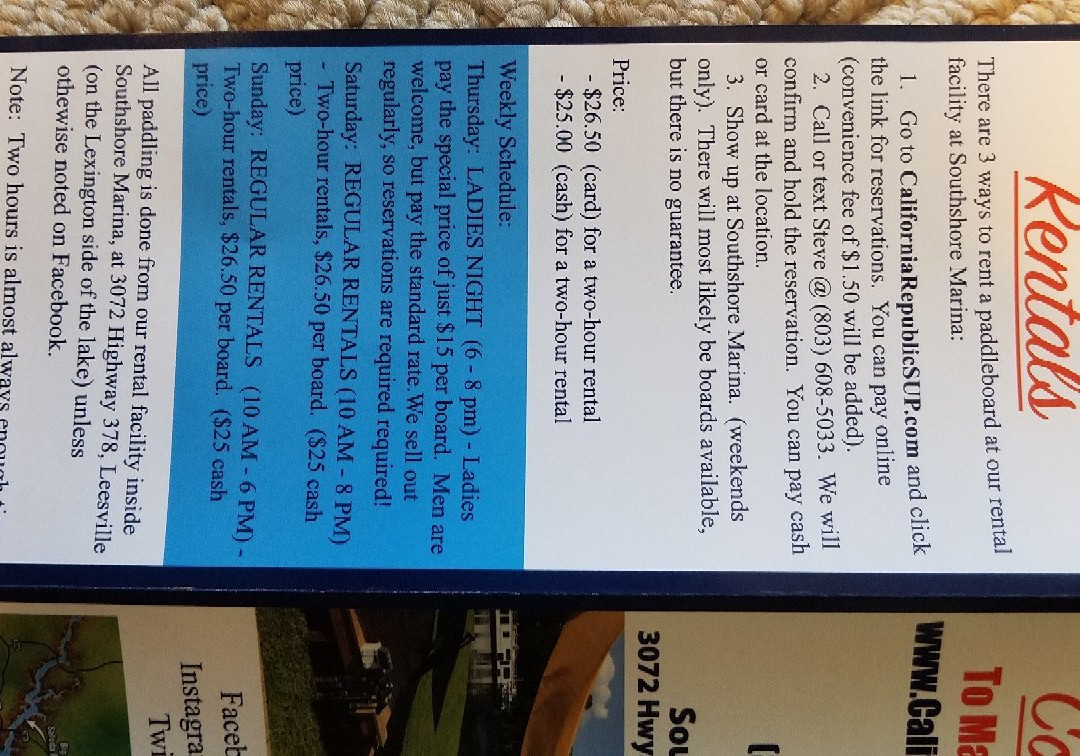 Rentals
There are 3 ways to rent a paddleboard at our rental
facility at Southshore Marina:
1. Go to CaliforniaRepublicSUP.com and click
the link for reservations. You can pay online
(convenience fee of $1.50 will be added).
2. Call or text Steve @ (803) 608-5033. We will
confirm and hold the reservation. You can pay cash
or card at the location.
3. Show up at Southshore Marina. (weekends
only). There will most likely be boards available,
but there is no guarantee.
Price:
- $26.50 (card) for a two-hour rental
- $25.00 (cash) for a two-hour rental
Weekly Schedule:
Thursday: LADIES NIGHT (6 - 8 pm) - Ladies
pay the special price of just $15 per board. Men are
welcome, but pay the standard rate. We sell out
regularly, so reservations are required required!
Saturday: REGULAR RENTALS (10 AM - 8 PM)
- Two-hour rentals, $26.50 per board. ($25 cash
price)
Sunday: REGULAR RENTALS (10 AM - 6 PM) -
Two-hour rentals, $26.50 per board. ($25 cash
price)
All paddling is done from our rental facility inside
Southshore Marina, at 3072 Highway 378, Leesville
(on the Lexington side of the lake) unless
othewise noted on Facebook.
Note: Two hours is almost always enough
To Ma
www.Cali
Sou
3072 Hwy
Faceb
Instagra
Twi